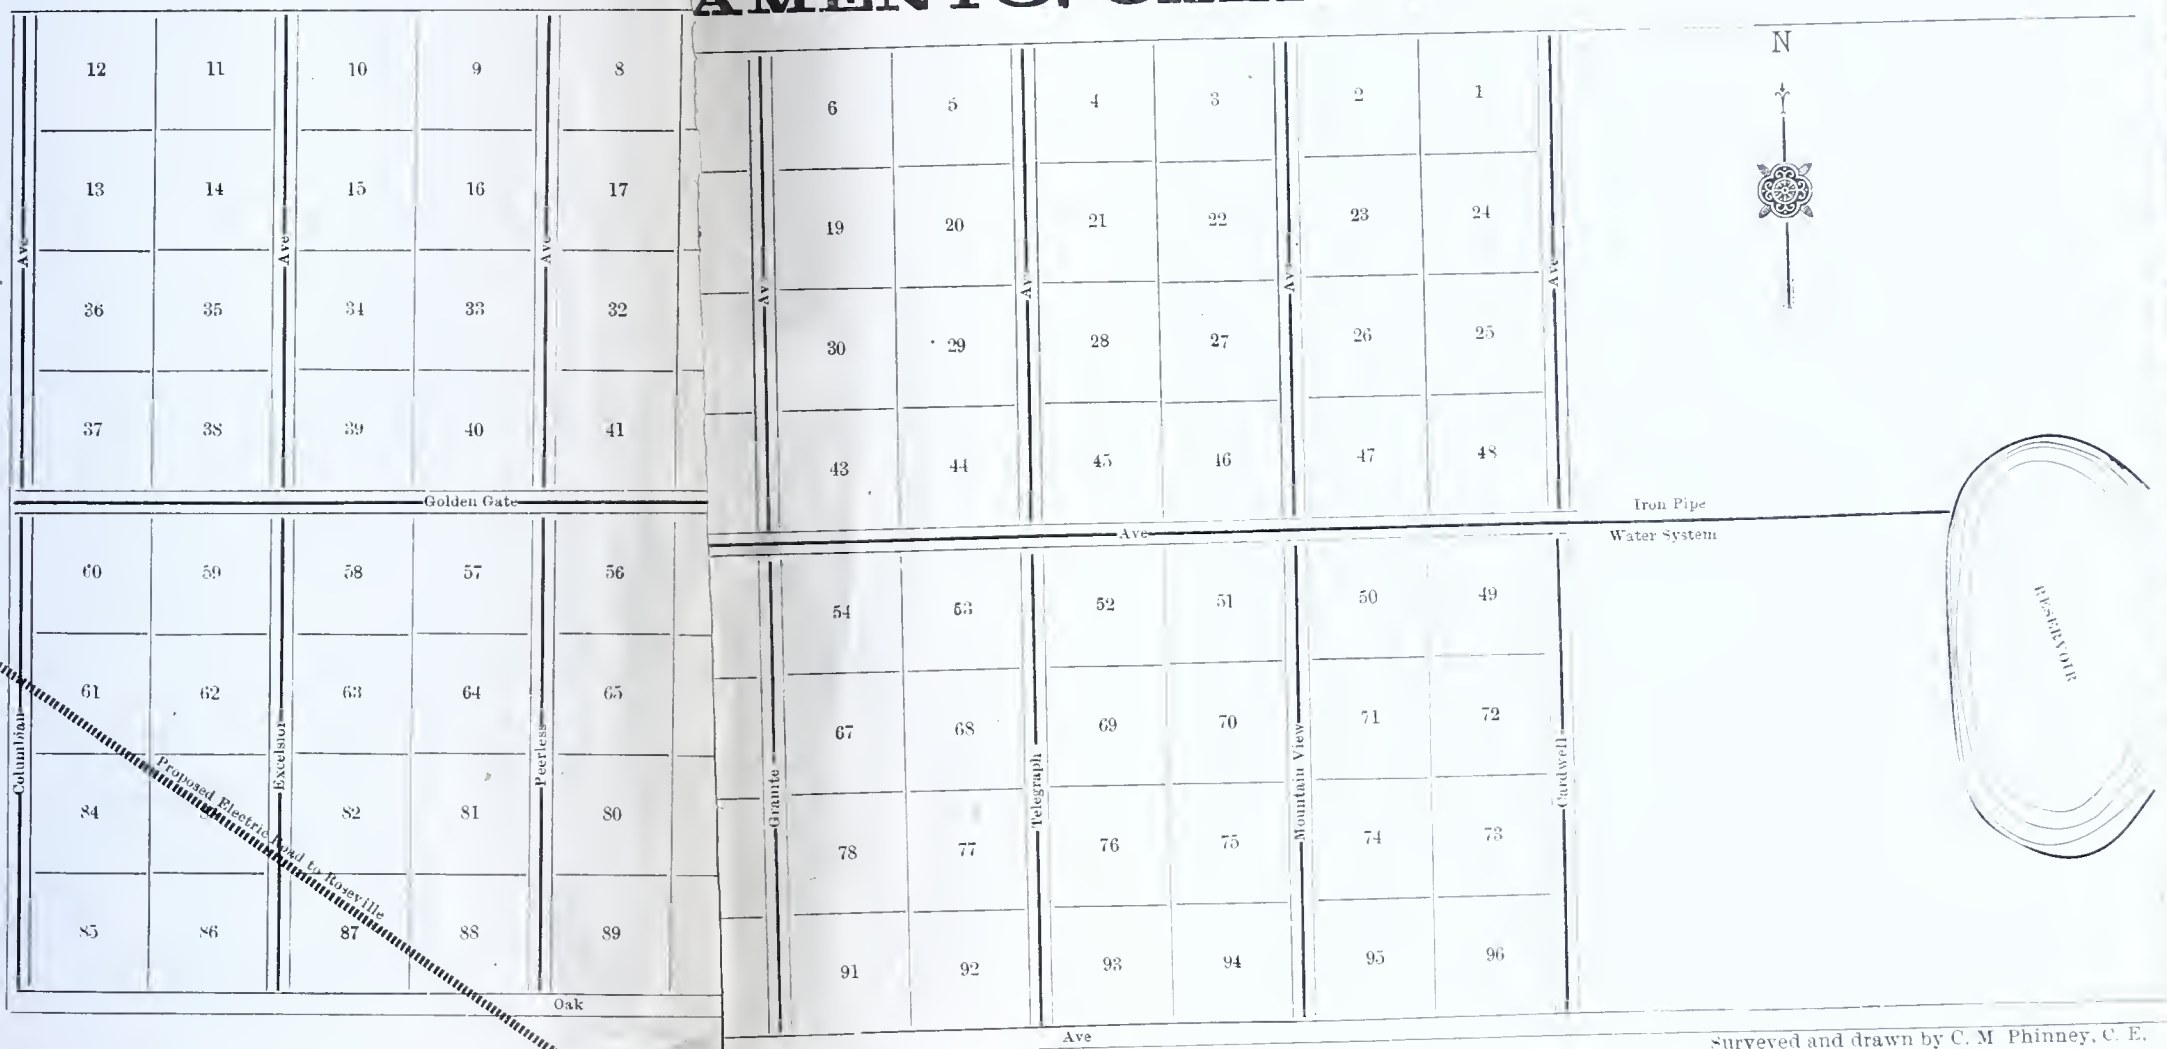 AMENTO,
N
12 11 10 9 8 6 5 4 3 2 1
13 14 15 16 17 19 20 21 22 23 24
Ave Ave Ave Av Av Av Ave
36 35 34 33 32 30 29 28 27 26 25
37 38 39 40 41 43 44 45 46 47 48
Golden Gate Ave
Iron Pipe
Water System
60 59 58 57 56 54 53 52 51 50 49
RESERVOIR
61 62 63 64 65 67 68 69 70 71 72
Columbian Excelsior Peerless Granite Telegraph Mountain View Cardwell
Proposed Electric Road to Roseville
84 82 81 80 78 77 76 75 74 73
85 86 87 88 89 91 92 93 94 95 96
Oak Ave
Surveyed and drawn by C. M Phinney, C. E.